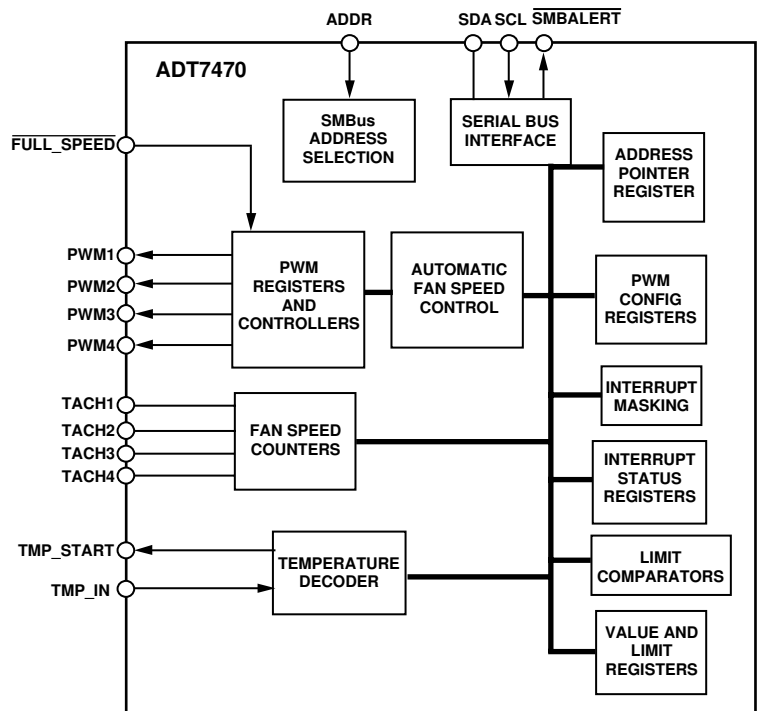 ADDR
SDA SCL SMBALERT
ADT7470
SMBus
ADDRESS
SELECTION
SERIAL BUS
INTERFACE
FULL_SPEED
ADDRESS
POINTER
REGISTER
PWM1
PWM2
PWM3
PWM4
PWM
REGISTERS
AND
CONTROLLERS
AUTOMATIC
FAN SPEED
CONTROL
PWM
CONFIG
REGISTERS
INTERRUPT
MASKING
TACH1
TACH2
TACH3
TACH4
FAN SPEED
COUNTERS
INTERRUPT
STATUS
REGISTERS
TMP_START
TMP_IN
TEMPERATURE
DECODER
LIMIT
COMPARATORS
VALUE AND
LIMIT
REGISTERS